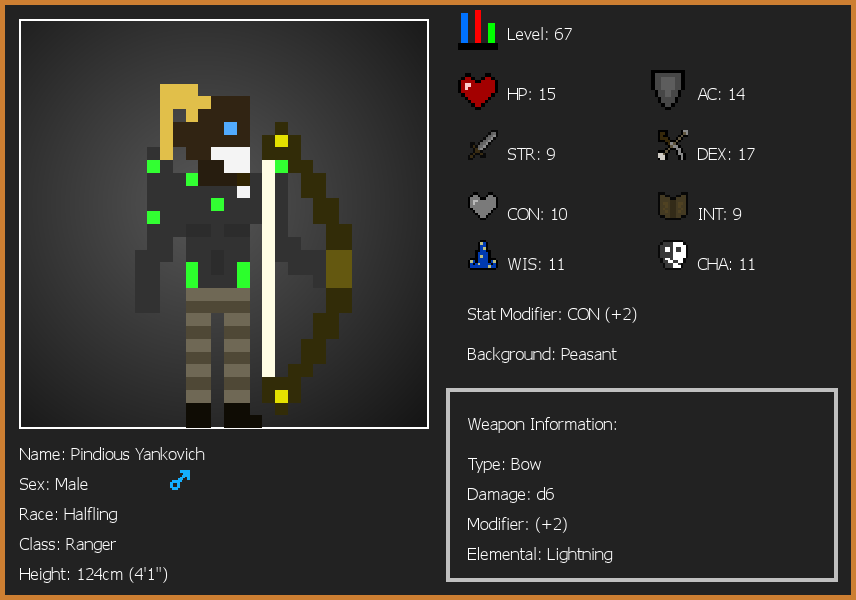 Level: 67
HP: 15
AC: 14
STR: 9
DEX: 17
CON: 10
INT: 9
WIS: 11
CHA: 11
Stat Modifier: CON (+2)
Background: Peasant
Weapon Information:
Type: Bow
Damage: d6
Modifier: (+2)
Elemental: Lightning
Name: Pindious Yankovich
Sex: Male
Race: Halfling
Class: Ranger
Height: 124cm (4'1")